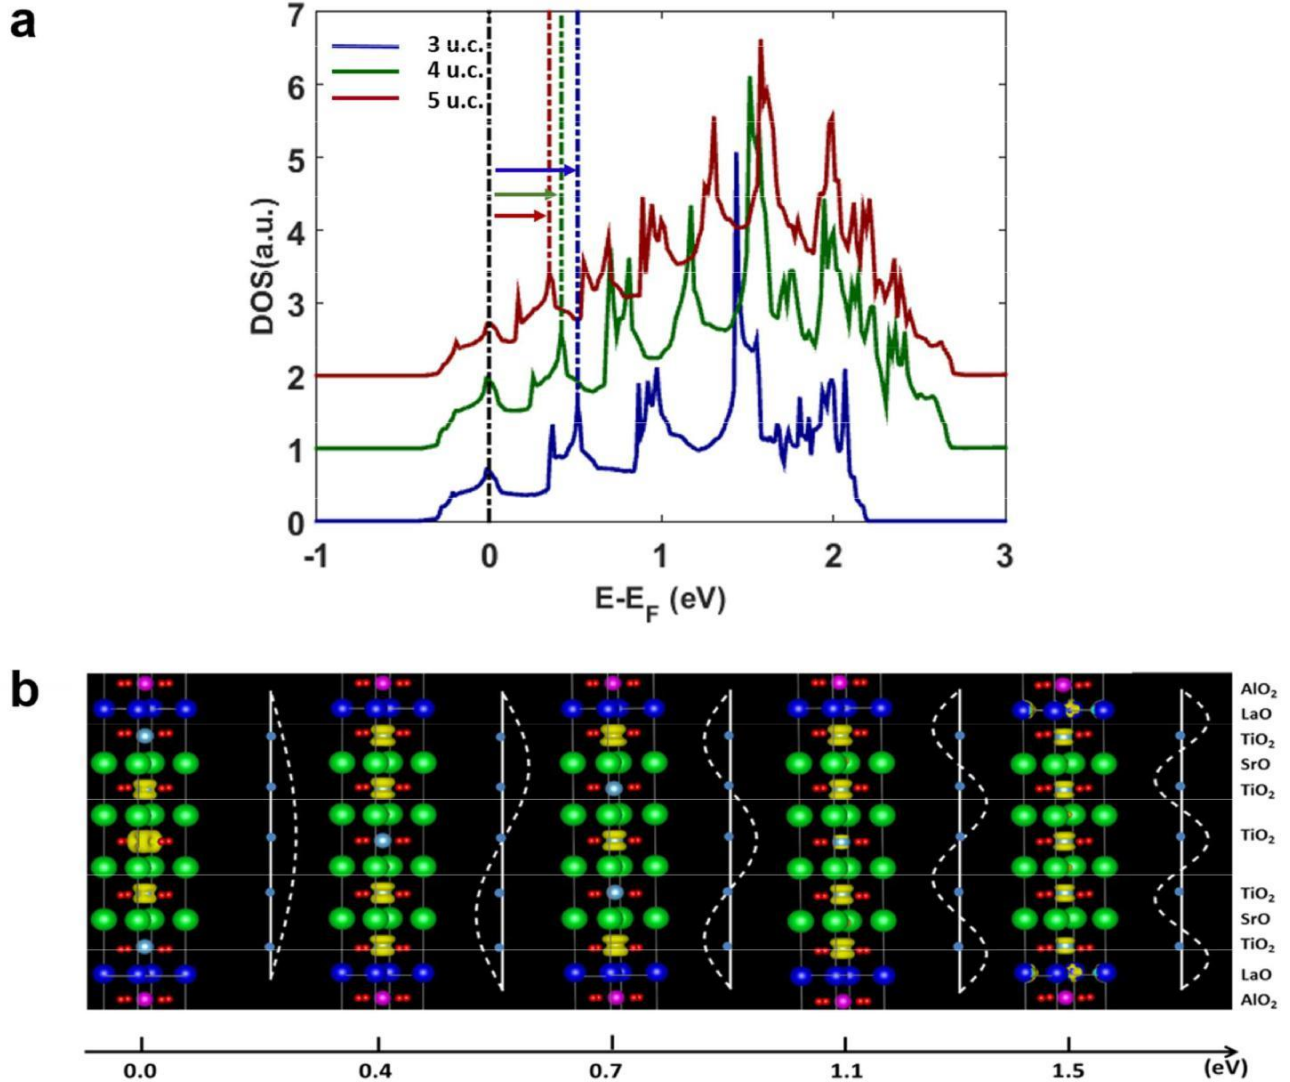 a
7
6
5
4
3
2
1
0
DOS(a.u.)
3 u.c.
4 u.c.
5 u.c.
-1 0 1 2 3
E-E_F (eV)
b
AlO₂
LaO
TiO₂
SrO
TiO₂
TiO₂
TiO₂
SrO
TiO₂
LaO
AlO₂
0.0 0.4 0.7 1.1 1.5 (eV)